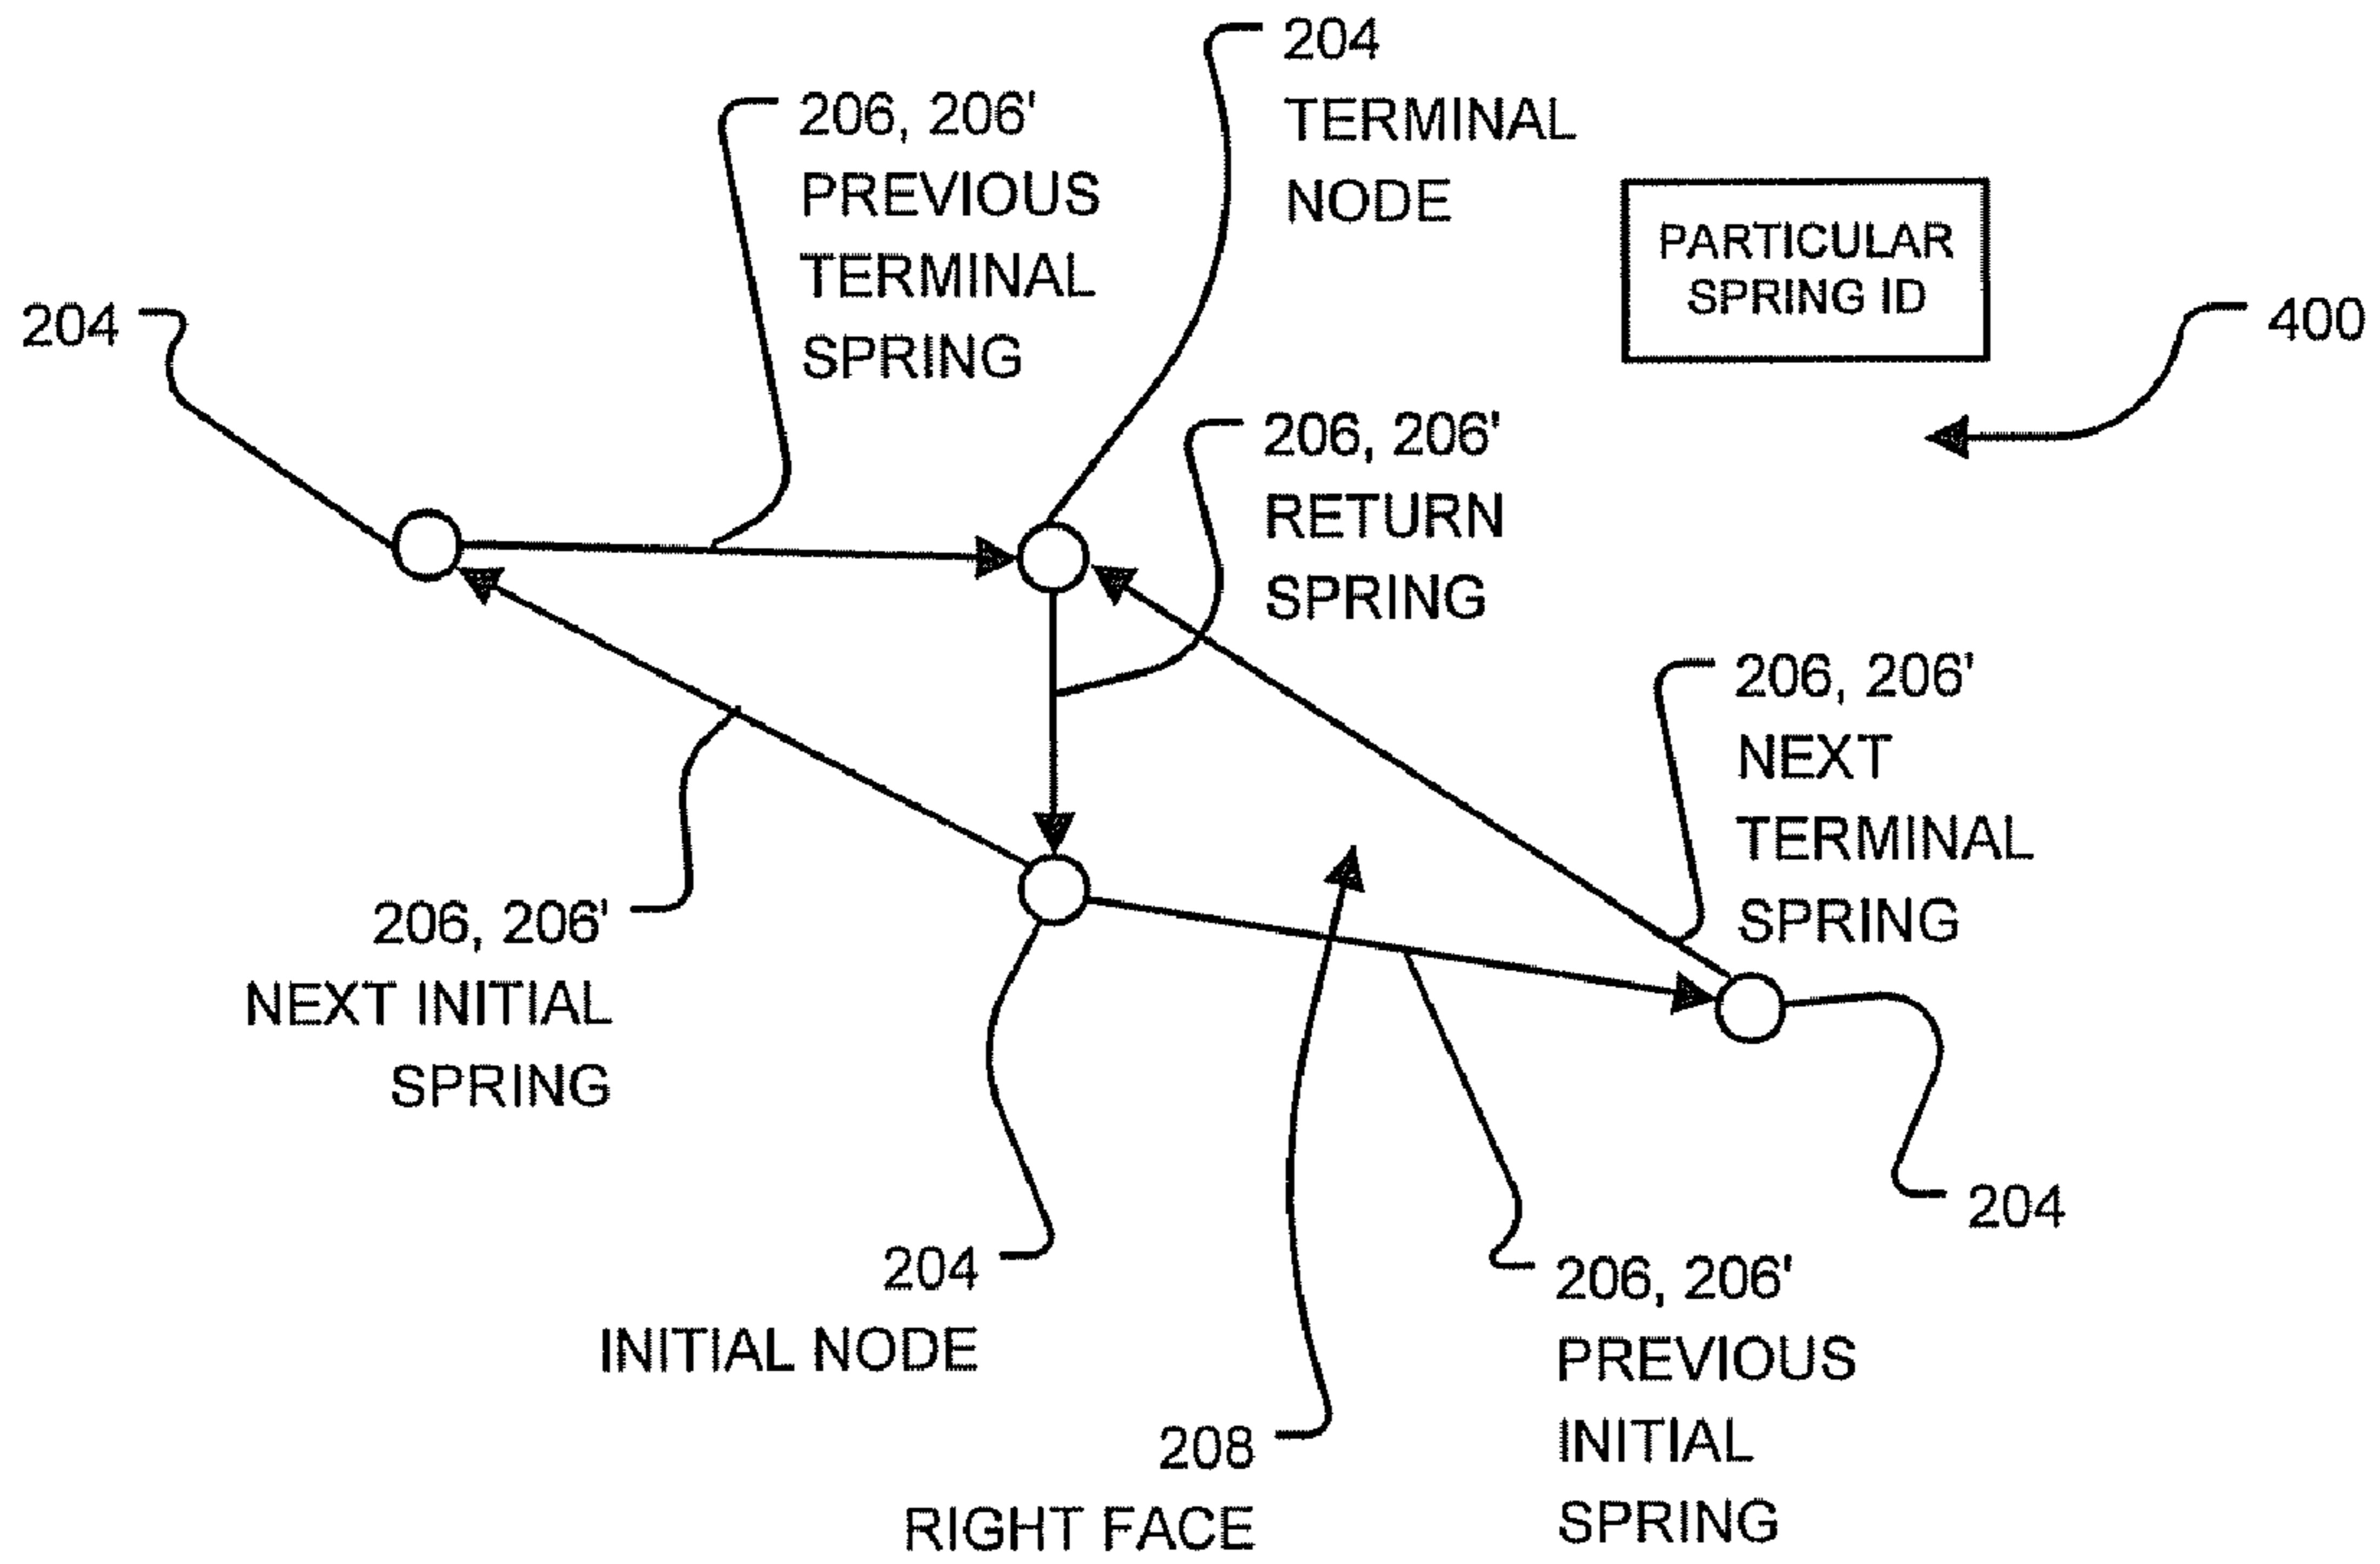 204
TERMINAL
NODE
206, 206'
PREVIOUS
TERMINAL
SPRING
PARTICULAR
SPRING ID
204
400
206, 206'
RETURN
SPRING
206, 206'
NEXT
TERMINAL
SPRING
206, 206'
NEXT INITIAL
SPRING
204
204
INITIAL NODE
206, 206'
PREVIOUS
INITIAL
SPRING
208
RIGHT FACE